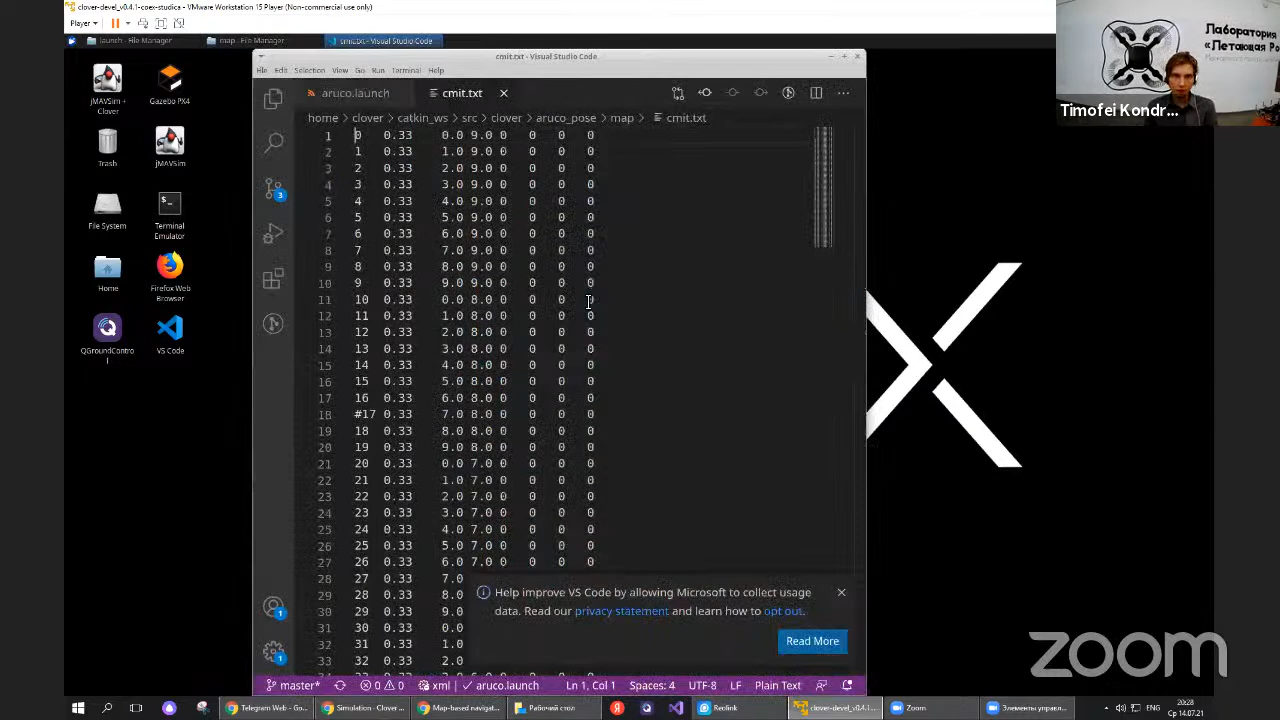 clover-devel_v0.4.1-coex-studica - VMware Workstation 15 Player (Non-commercial use only)
Player
launch - File Manager
map - File Manager
cmit.txt - Visual Studio Code
cmit.txt - Visual Studio Code
File Edit Selection View Go Run Terminal Help
aruco.launch
cmit.txt
home > clover > catkin_ws > src > clover > aruco_pose > map > cmit.txt
1 0 0.33 0.0 9.0 0 0 0 0
2 1 0.33 1.0 9.0 0 0 0 0
3 2 0.33 2.0 9.0 0 0 0 0
4 3 0.33 3.0 9.0 0 0 0 0
5 4 0.33 4.0 9.0 0 0 0 0
6 5 0.33 5.0 9.0 0 0 0 0
7 6 0.33 6.0 9.0 0 0 0 0
8 7 0.33 7.0 9.0 0 0 0 0
9 8 0.33 8.0 9.0 0 0 0 0
10 9 0.33 9.0 9.0 0 0 0 0
11 10 0.33 0.0 8.0 0 0 0 0
12 11 0.33 1.0 8.0 0 0 0 0
13 12 0.33 2.0 8.0 0 0 0 0
14 13 0.33 3.0 8.0 0 0 0 0
15 14 0.33 4.0 8.0 0 0 0 0
16 15 0.33 5.0 8.0 0 0 0 0
17 16 0.33 6.0 8.0 0 0 0 0
18 #17 0.33 7.0 8.0 0 0 0 0
19 18 0.33 8.0 8.0 0 0 0 0
20 19 0.33 9.0 8.0 0 0 0 0
21 20 0.33 0.0 7.0 0 0 0 0
22 21 0.33 1.0 7.0 0 0 0 0
23 22 0.33 2.0 7.0 0 0 0 0
24 23 0.33 3.0 7.0 0 0 0 0
25 24 0.33 4.0 7.0 0 0 0 0
26 25 0.33 5.0 7.0 0 0 0 0
27 26 0.33 6.0 7.0 0 0 0 0
28 27 0.33 7.0
29 28 0.33 8.0
30 29 0.33 9.0
31 30 0.33 0.0
32 31 0.33 1.0
33 32 0.33 2.0
Help improve VS Code by allowing Microsoft to collect usage
data. Read our privacy statement and learn how to opt out.
Read More
3
1
1
master* 0 0 xml aruco.launch Ln 1, Col 1 Spaces: 4 UTF-8 LF Plain Text
jMAVSim +
Clover
Gazebo PX4
Trash
jMAVSim
File System
Terminal
Emulator
Home
Firefox Web
Browser
QGroundControl
VS Code
Лаборатория
«Летающая Ро
Timofei Kondr...
zoom
Telegram Web - Go...
Simulation - Clover ...
Map-based navigat...
Рабочий стол
Я
Reolink
clover-devel_v0.4.1...
Zoom
Элементы управл...
ENG
20:28
Ср 14.07.21